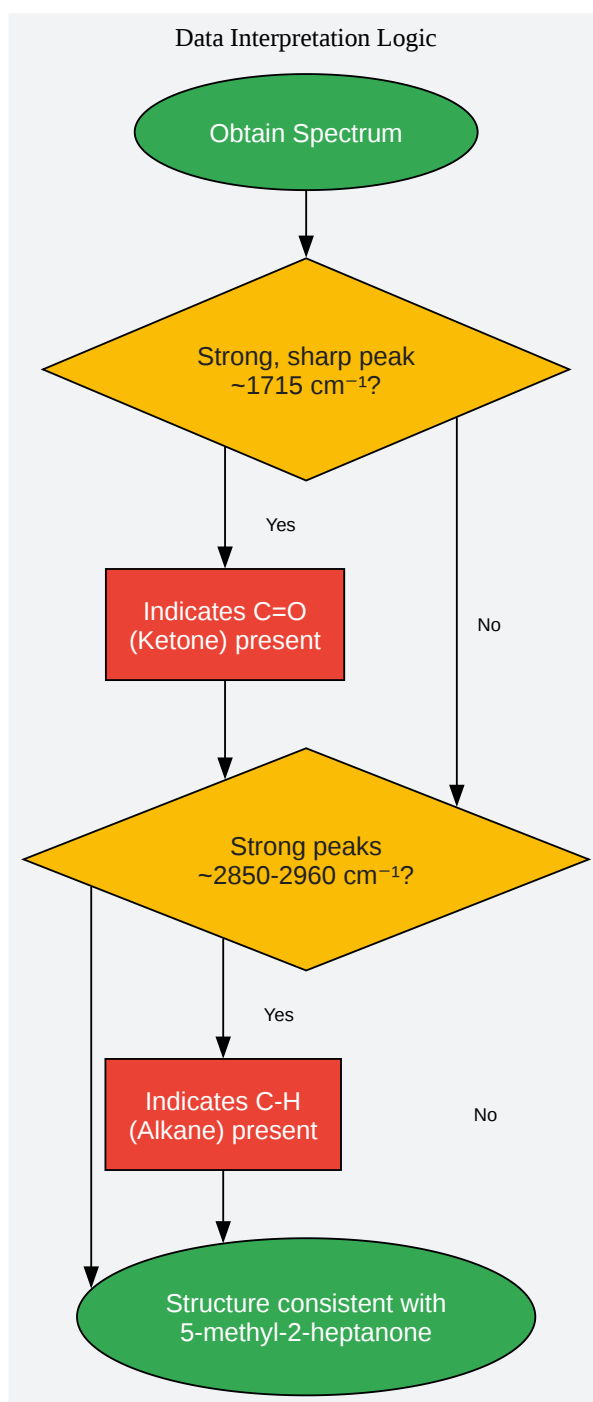 Data Interpretation Logic
Obtain Spectrum
Strong, sharp peak
~1715 cm⁻¹?
Yes
Indicates C=O
(Ketone) present
No
Strong peaks
~2850-2960 cm⁻¹?
Yes
Indicates C-H
(Alkane) present
No
Structure consistent with
5-methyl-2-heptanone